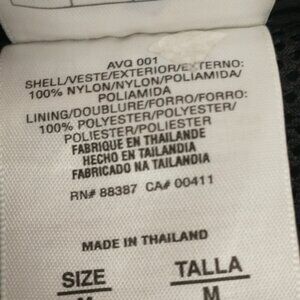 AVQ 001
SHELL/VESTE/EXTERIOR/EXTERNO:
100% NYLON/NYLON/POLIAMIDA/
POLIAMIDA
LINING/DOUBLURE/FORRO/FORRO:
100% POLYESTER/POLYESTER/
POLIESTER/POLIESTER
FABRIQUE EN THAILANDE
HECHO EN TAILANDIA
FABRICADO NA TAILANDIA
RN# 88387 CA# 00411
MADE IN THAILAND
SIZE TALLA
M M